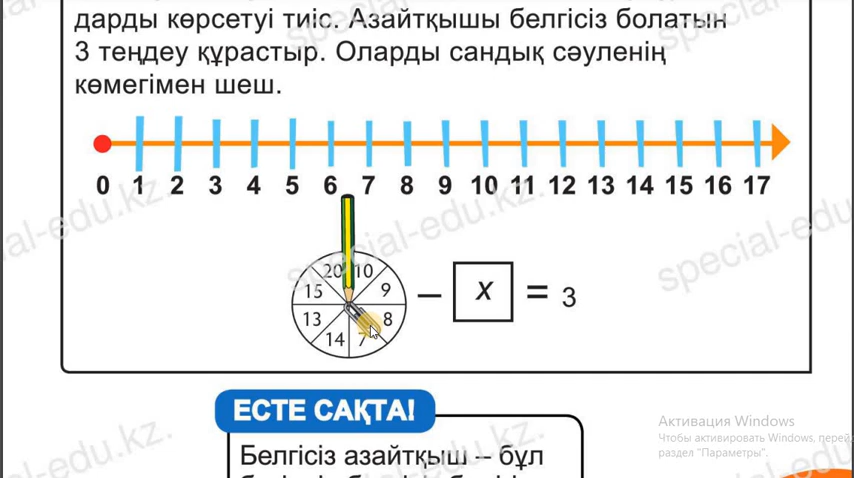 дарды көрсетуі тиіс. Азайтқышы белгісіз болатын
3 теңдеу құрастыр. Оларды сандық сәуленің
көмегімен шеш.
0 1 2 3 4 5 6 7 8 9 10 11 12 13 14 15 16 17
20 10
15 9
13 8
14 7
− x = 3
ЕСТЕ САҚТА!
Белгісіз азайтқыш – бұл
Активация Windows
Чтобы активировать Windows, перей
раздел "Параметры".
special-edu.kz.